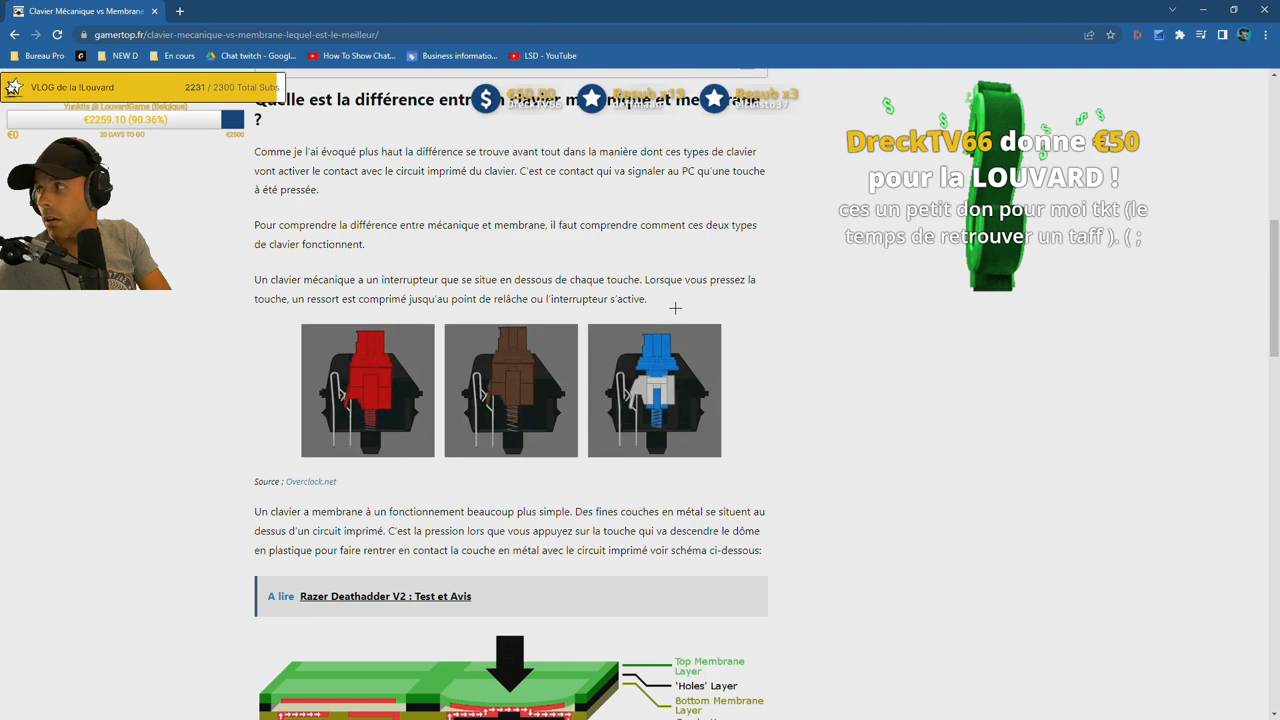 Clavier Mécanique vs Membrane
gamertop.fr/clavier-mecanique-vs-membrane-lequel-est-le-meilleur/
Bureau Pro
NEW D
En cours
Chat twitch - Googl...
How To Show Chat...
Business informatio...
LSD - YouTube
VLOG de la !Louvard 2231 / 2300 Total Subs
Yunktis @ LouvardGame (Belgique)
€2259.10 (90.36%)
€0 20 DAYS TO GO €2500
€50.00
DreckTV66
Resub x19
Resub x3
Quelle est la différence
?
Comme je l'ai évoqué plus haut la différence se trouve avant tout dans la manière dont ces types de clavier
vont activer le contact avec le circuit imprimé du clavier. C'est ce contact qui va signaler au PC qu'une touche
à été pressée.
Pour comprendre la différence entre mécanique et membrane, il faut comprendre comment ces deux types
de clavier fonctionnent.
Un clavier mécanique a un interrupteur que se situe en dessous de chaque touche. Lorsque vous pressez la
touche, un ressort est comprimé jusqu'au point de relâche ou l'interrupteur s'active.
Source : Overclock.net
Un clavier a membrane à un fonctionnement beaucoup plus simple. Des fines couches en métal se situent au
dessus d'un circuit imprimé. C'est la pression lors que vous appuyez sur la touche qui va descendre le dôme
en plastique pour faire rentrer en contact la couche en métal avec le circuit imprimé voir schéma ci-dessous:
A lire Razer Deathadder V2 : Test et Avis
Top Membrane
Layer
'Holes' Layer
Bottom Membrane
Layer
DreckTV66 donne €50
pour la LOUVARD !
ces un petit don pour moi tkt (le
temps de retrouver un taff ). ( ;